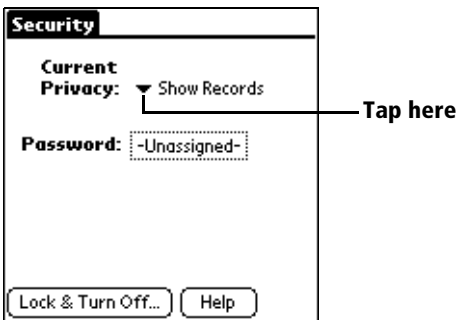 Security
Current
Privacy: Show Records
Tap here
Password: -Unassigned-
Lock & Turn Off... Help